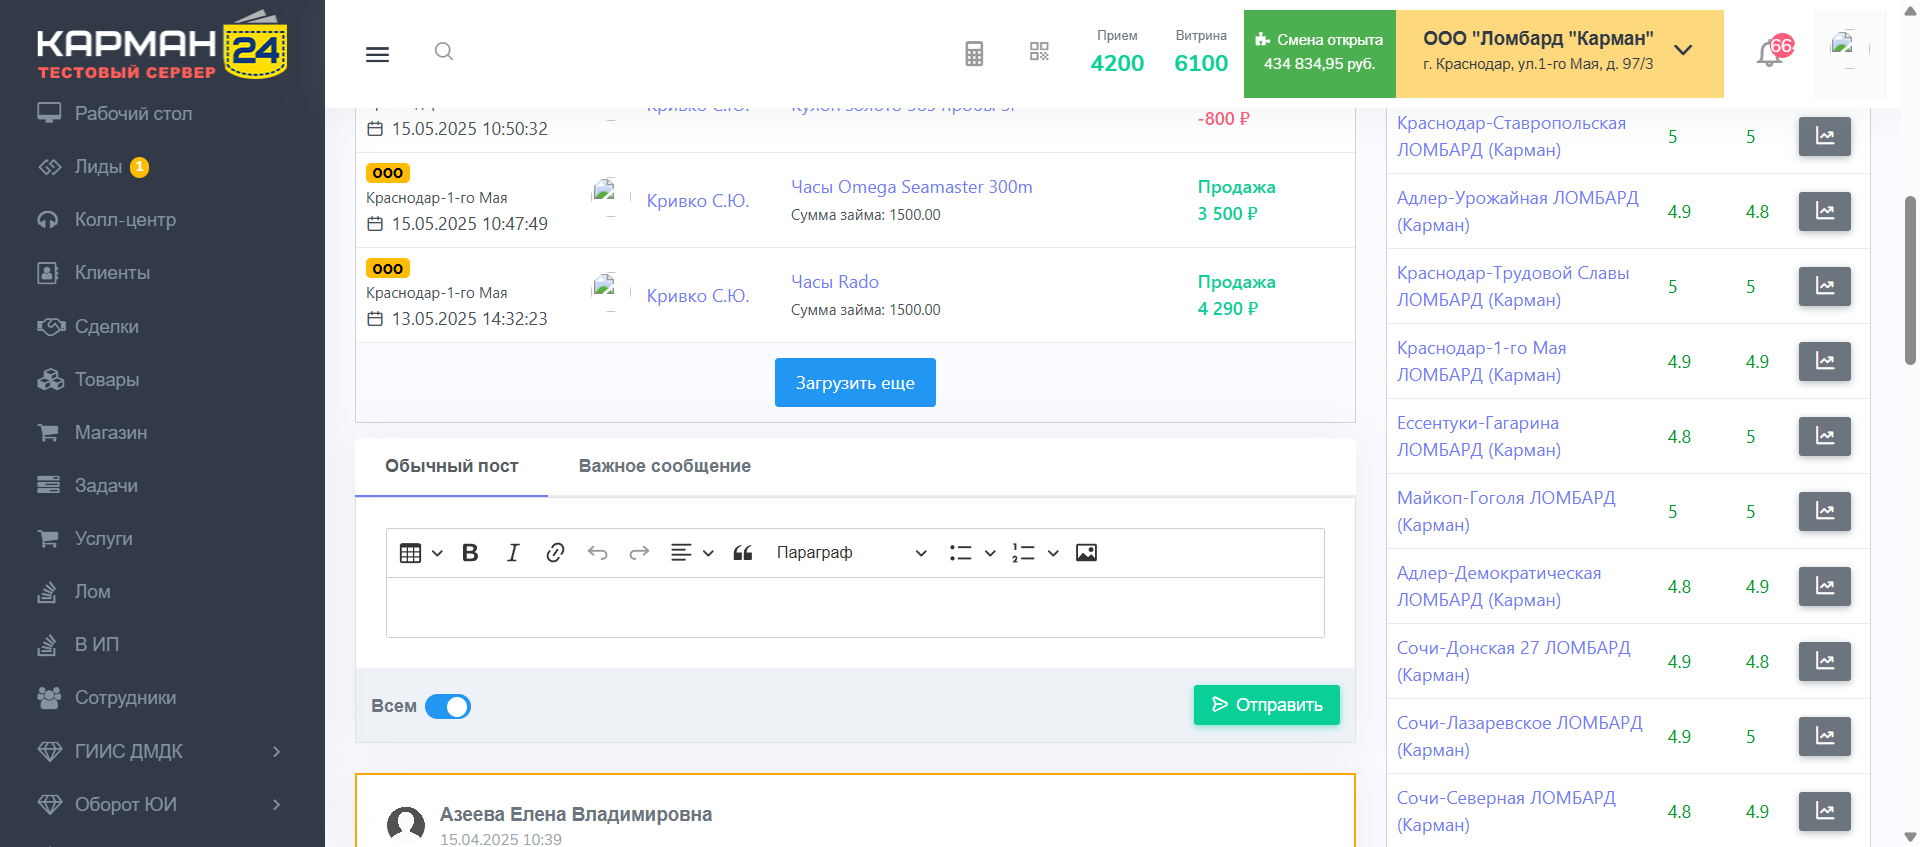 КАРМАН 24
ТЕСТОВЫЙ СЕРВЕР
Рабочий стол
Лиды 1
Колл-центр
Клиенты
Сделки
Товары
Магазин
Задачи
Услуги
Лом
В ИП
Сотрудники
ГИИС ДМДК
Оборот ЮИ
Прием
4200
Витрина
6100
Смена открыта
434 834,95 руб.
ООО "Ломбард "Карман"
г. Краснодар, ул.1-го Мая, д. 97/3
66
15.05.2025 10:50:32
Кривко С.Ю.
-800 ₽
ООО
Краснодар-1-го Мая
15.05.2025 10:47:49
Кривко С.Ю.
Часы Omega Seamaster 300m
Сумма займа: 1500.00
Продажа
3 500 ₽
ООО
Краснодар-1-го Мая
13.05.2025 14:32:23
Кривко С.Ю.
Часы Rado
Сумма займа: 1500.00
Продажа
4 290 ₽
Загрузить еще
Обычный пост
Важное сообщение
Параграф
Всем
Отправить
Азеева Елена Владимировна
15.04.2025 10:39
Краснодар-Ставропольская ЛОМБАРД (Карман) 5 5
Адлер-Урожайная ЛОМБАРД (Карман) 4.9 4.8
Краснодар-Трудовой Славы ЛОМБАРД (Карман) 5 5
Краснодар-1-го Мая ЛОМБАРД (Карман) 4.9 4.9
Ессентуки-Гагарина ЛОМБАРД (Карман) 4.8 5
Майкоп-Гоголя ЛОМБАРД (Карман) 5 5
Адлер-Демократическая ЛОМБАРД (Карман) 4.8 4.9
Сочи-Донская 27 ЛОМБАРД (Карман) 4.9 4.8
Сочи-Лазаревское ЛОМБАРД (Карман) 4.9 5
Сочи-Северная ЛОМБАРД (Карман) 4.8 4.9